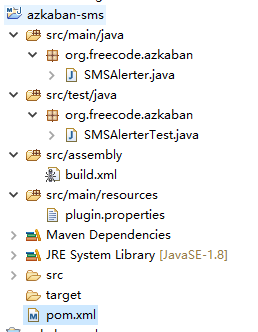 azkaban-sms
src/main/java
org.freecode.azkaban
SMSAlerter.java
src/test/java
org.freecode.azkaban
SMSAlerterTest.java
src/assembly
build.xml
src/main/resources
plugin.properties
Maven Dependencies
JRE System Library [JavaSE-1.8]
src
target
pom.xml